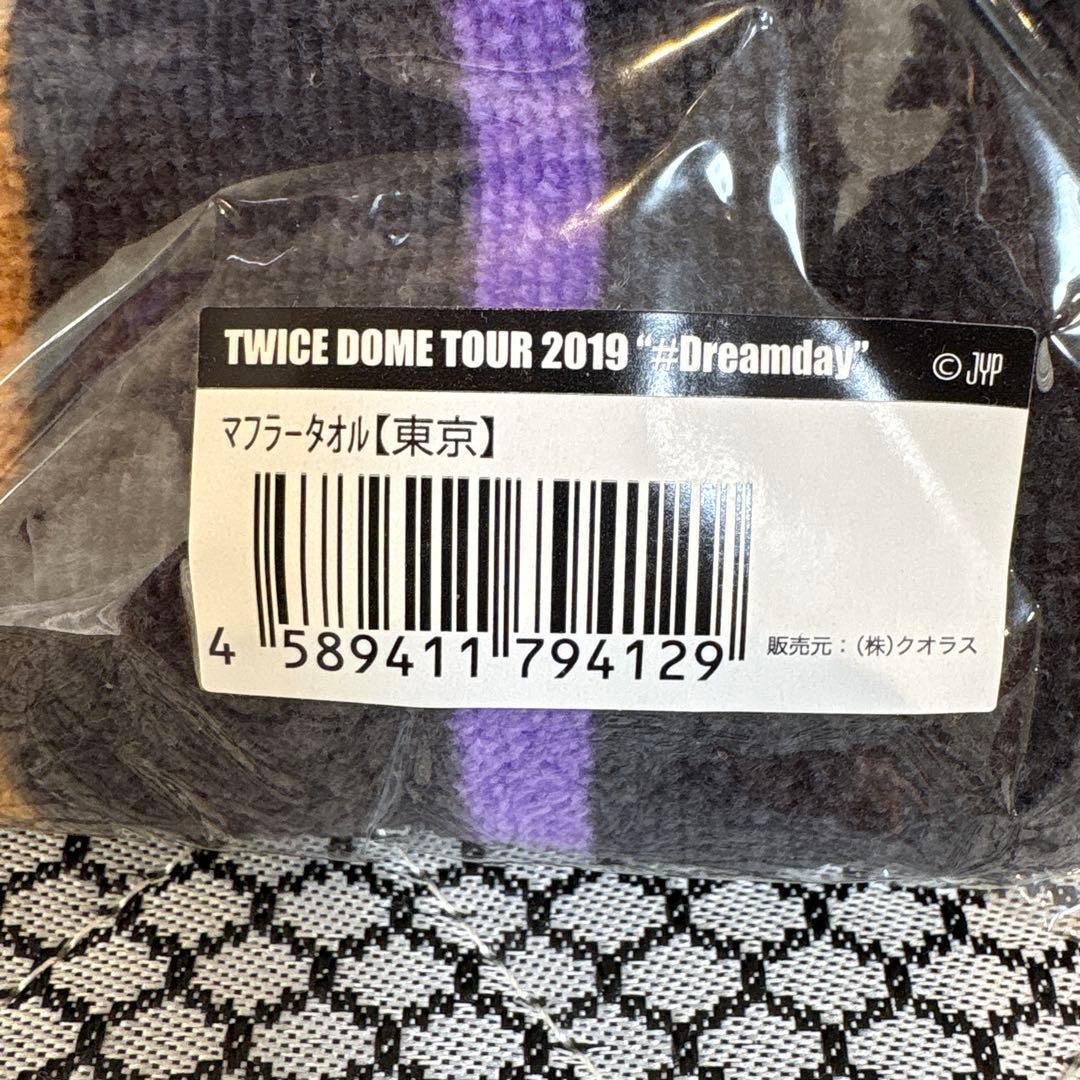 TWICE DOME TOUR 2019 “#Dreamday”
© JYP
マフラータオル【東京】
4 589411 794129
販売元：(株)クオラス